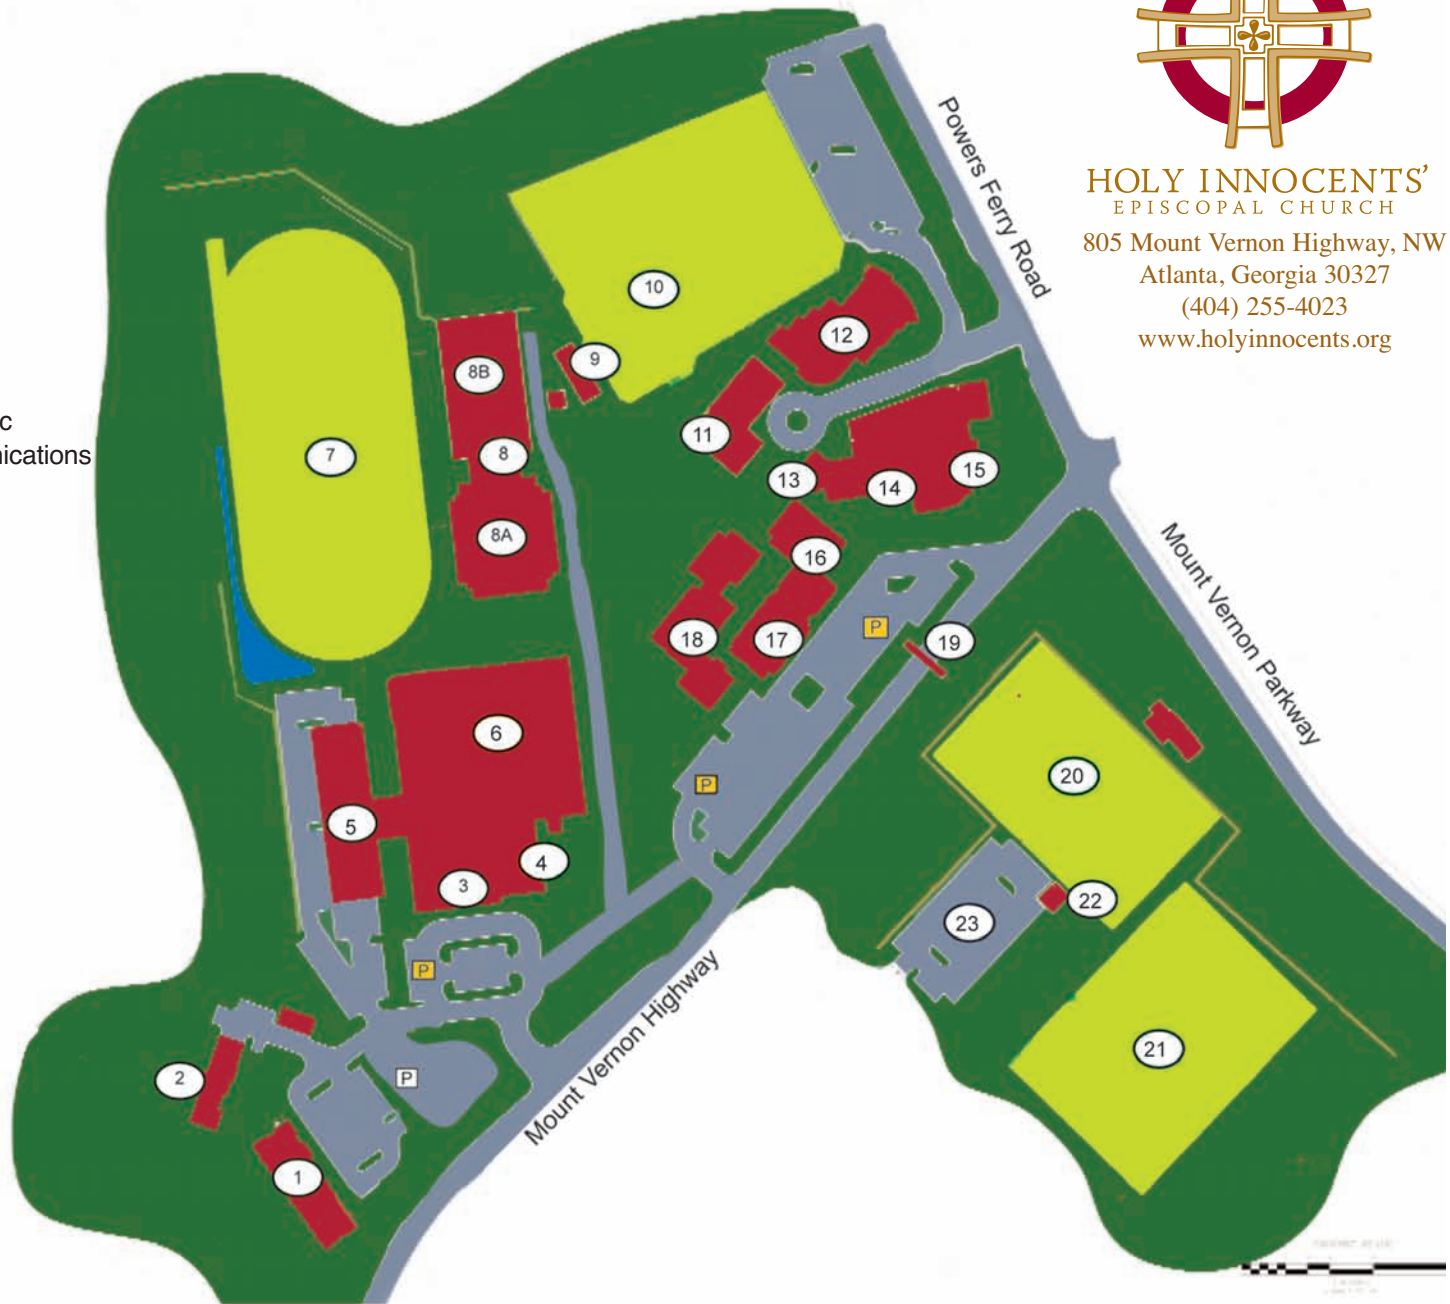 HOLY INNOCENTS'
EPISCOPAL CHURCH
805 Mount Vernon Highway, NW
Atlanta, Georgia 30327
(404) 255-4023
www.holyinnocents.org
Powers Ferry Road
10
12
9
8B
11
8
7
15
13
14
8A
16
P
18
17
19
6
20
P
5
4
3
22
23
P
21
2
P
1
Mount Vernon Parkway
Mount Vernon Highway
c
ications